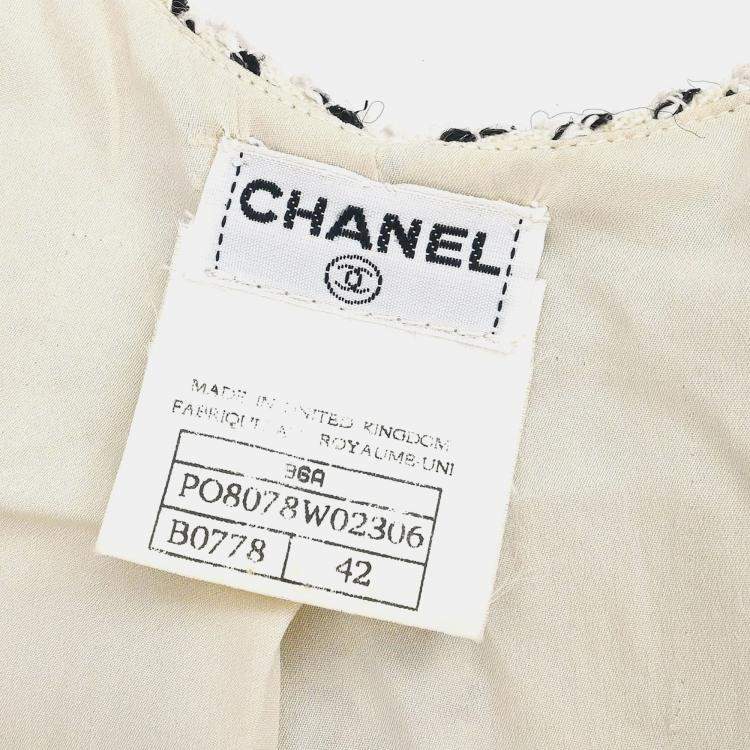 CHANEL
MADE IN UNITED KINGDOM
FABRIQUE AU ROYAUME-UNI
96A
PO8078W02306
B0778 42